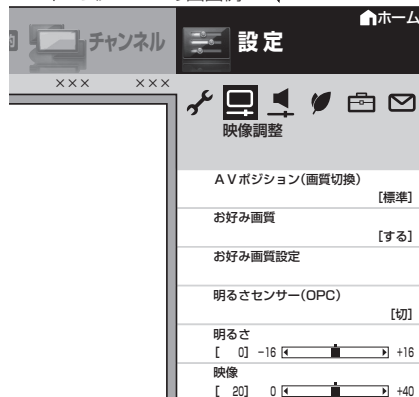 ホーム
チャンネル
設定
××× ×××
映像調整
AVポジション(画質切換)
[標準]
お好み画質
[する]
お好み画質設定
明るさセンサー(OPC)
[切]
明るさ
[ 0] -16 +16
映像
[ 20] 0 +40